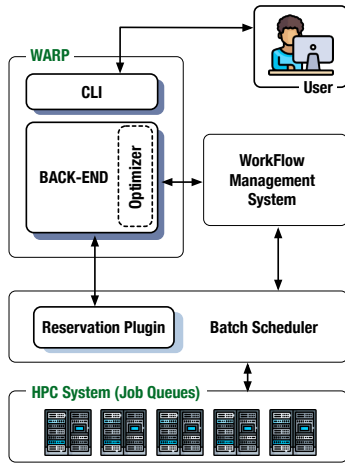 WARP
User
CLI
BACK-END
Optimizer
WorkFlow
Management
System
Reservation Plugin
Batch Scheduler
HPC System (Job Queues)